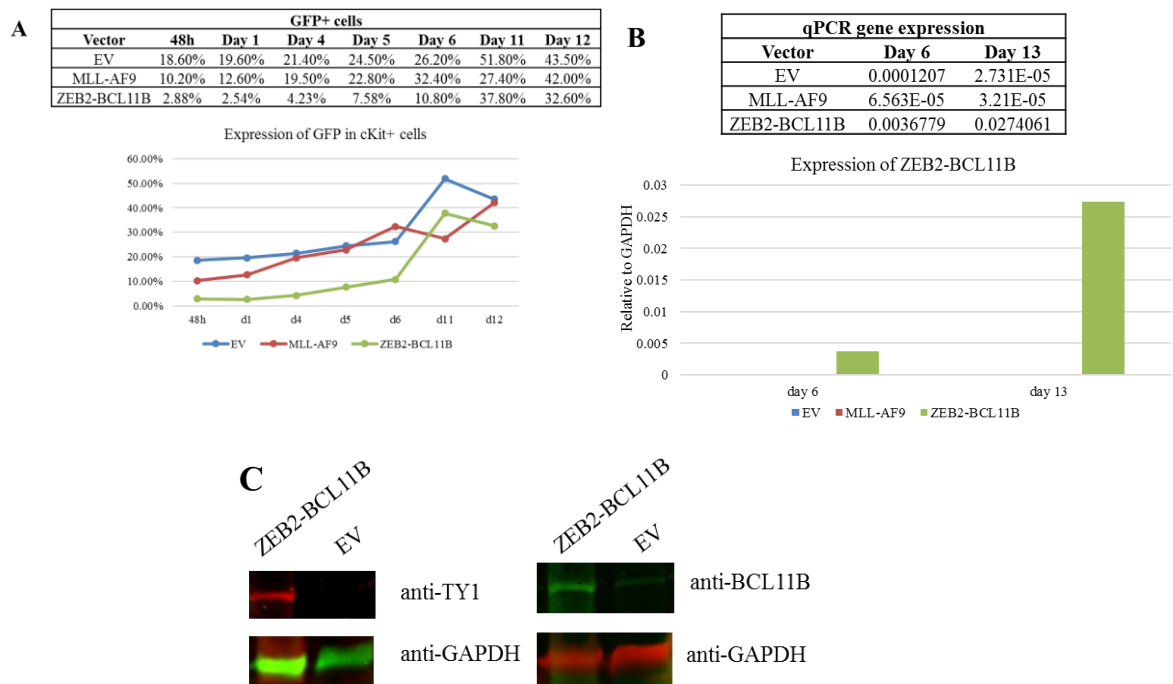 A
GFP+ cells
Vector 48h Day 1 Day 4 Day 5 Day 6 Day 11 Day 12
EV 18.60% 19.60% 21.40% 24.50% 26.20% 51.80% 43.50%
MLL-AF9 10.20% 12.60% 19.50% 22.80% 32.40% 27.40% 42.00%
ZEB2-BCL11B 2.88% 2.54% 4.23% 7.58% 10.80% 37.80% 32.60%
Expression of GFP in cKit+ cells
60.00%
50.00%
40.00%
30.00%
20.00%
10.00%
0.00%
48h d1 d4 d5 d6 d11 d12
EV MLL-AF9 ZEB2-BCL11B
B
qPCR gene expression
Vector Day 6 Day 13
EV 0.0001207 2.731E-05
MLL-AF9 6.563E-05 3.21E-05
ZEB2-BCL11B 0.0036779 0.0274061
Expression of ZEB2-BCL11B
Relative to GAPDH
0.03
0.025
0.02
0.015
0.01
0.005
0
day 6 day 13
EV MLL-AF9 ZEB2-BCL11B
C
ZEB2-BCL11B
EV
anti-TY1
anti-GAPDH
ZEB2-BCL11B
EV
anti-BCL11B
anti-GAPDH